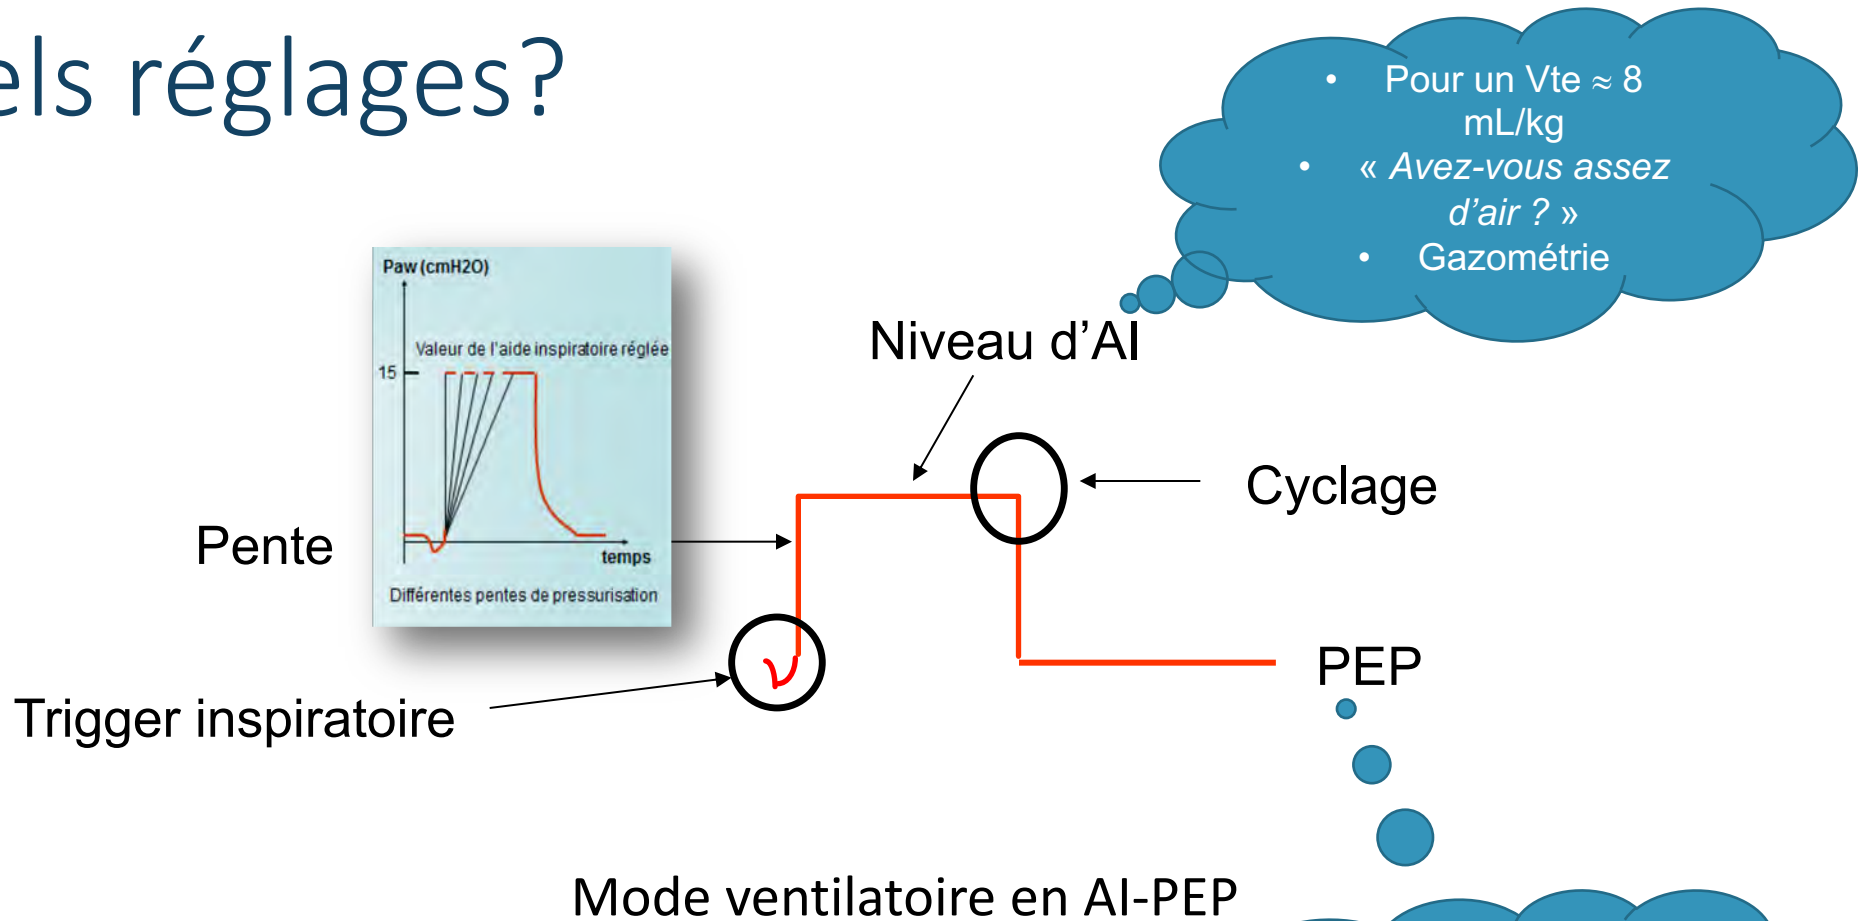 els réglages?
• Pour un Vte ≈ 8
mL/kg
• « Avez-vous assez
d’air ? »
• Gazométrie
Paw (cmH2O)
Valeur de l'aide inspiratoire réglée
15
temps
Différentes pentes de pressurisation
Niveau d’AI
Cyclage
Pente
PEP
Trigger inspiratoire
Mode ventilatoire en AI-PEP